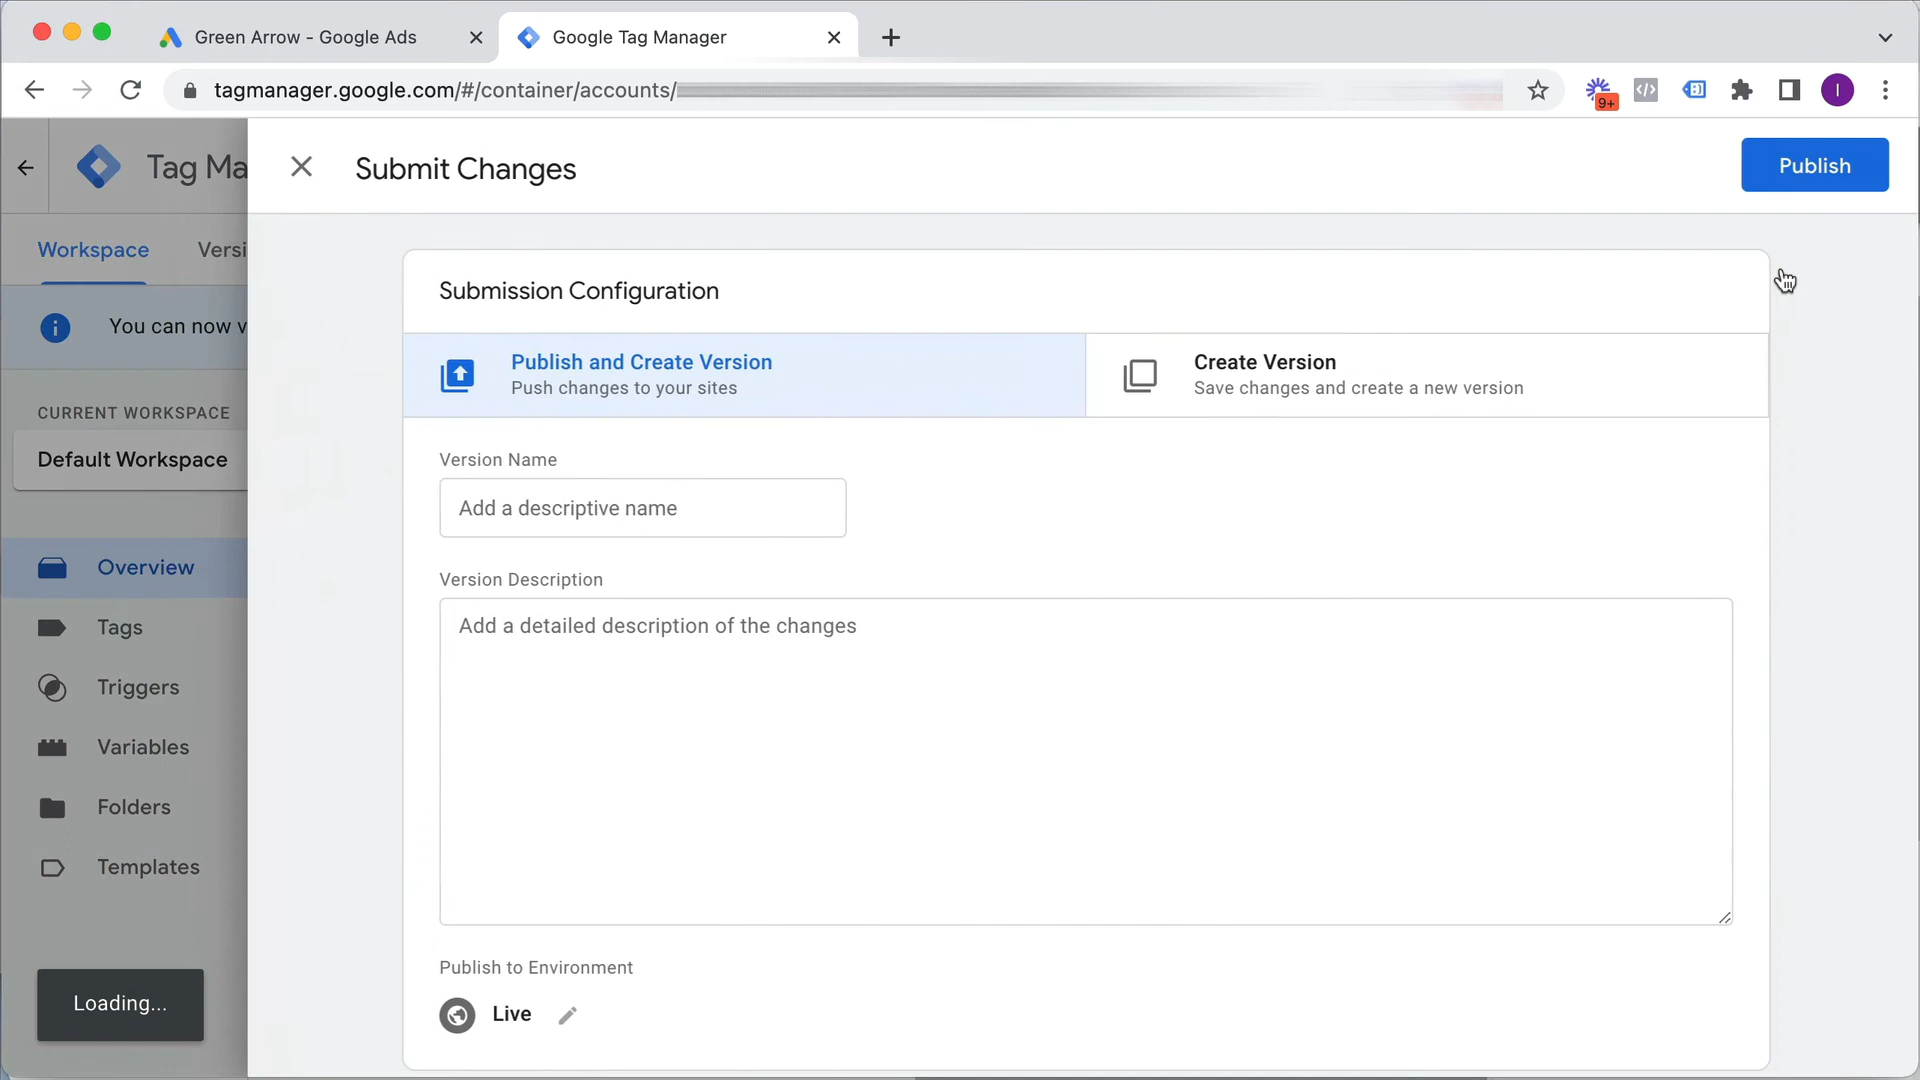 Green Arrow - Google Ads
Google Tag Manager
tagmanager.google.com/#/container/accounts/
9+
I
Tag Ma
Submit Changes
Publish
Workspace
Versi
Submission Configuration
You can now v
Publish and Create Version
Push changes to your sites
Create Version
Save changes and create a new version
CURRENT WORKSPACE
Default Workspace
Version Name
Add a descriptive name
Overview
Version Description
Tags
Add a detailed description of the changes
Triggers
Variables
Folders
Templates
Publish to Environment
Loading...
Live